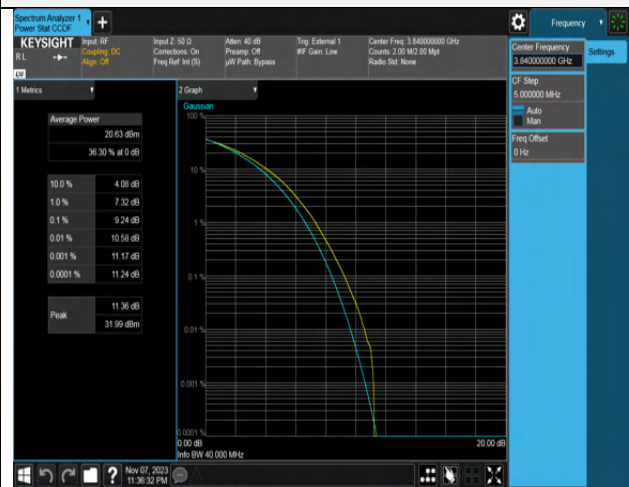 Spectrum Analyzer 1
Power Stat CCDF
+
Frequency
KEYSIGHT
RL
Input: RF
Coupling: DC
Align: Off
Input Z: 50 Ω
Corrections: On
Freq Ref: Int (S)
Atten: 40 dB
Preamp: Off
µW Path: Bypass
Trig: External 1
#IF Gain: Low
Center Freq: 3.840000000 GHz
Counts: 2.00 M/2.00 Mpt
Radio Std: None
Center Frequency
3.840000000 GHz
Settings
CF Step
5.000000 MHz
Auto
Man
Freq Offset
0 Hz
1 Metrics
2 Graph
Average Power
20.63 dBm
36.30 % at 0 dB
10.0 % 4.08 dB
1.0 % 7.32 dB
0.1 % 9.24 dB
0.01 % 10.58 dB
0.001 % 11.17 dB
0.0001 % 11.24 dB
Peak
11.36 dB
31.99 dBm
Gaussian
100 %
10 %
1 %
0.1 %
0.01 %
0.001 %
0.0001 %
0.00 dB
20.00 dB
Info BW 40.000 MHz
?
Nov 07, 2023
11:36:32 PM